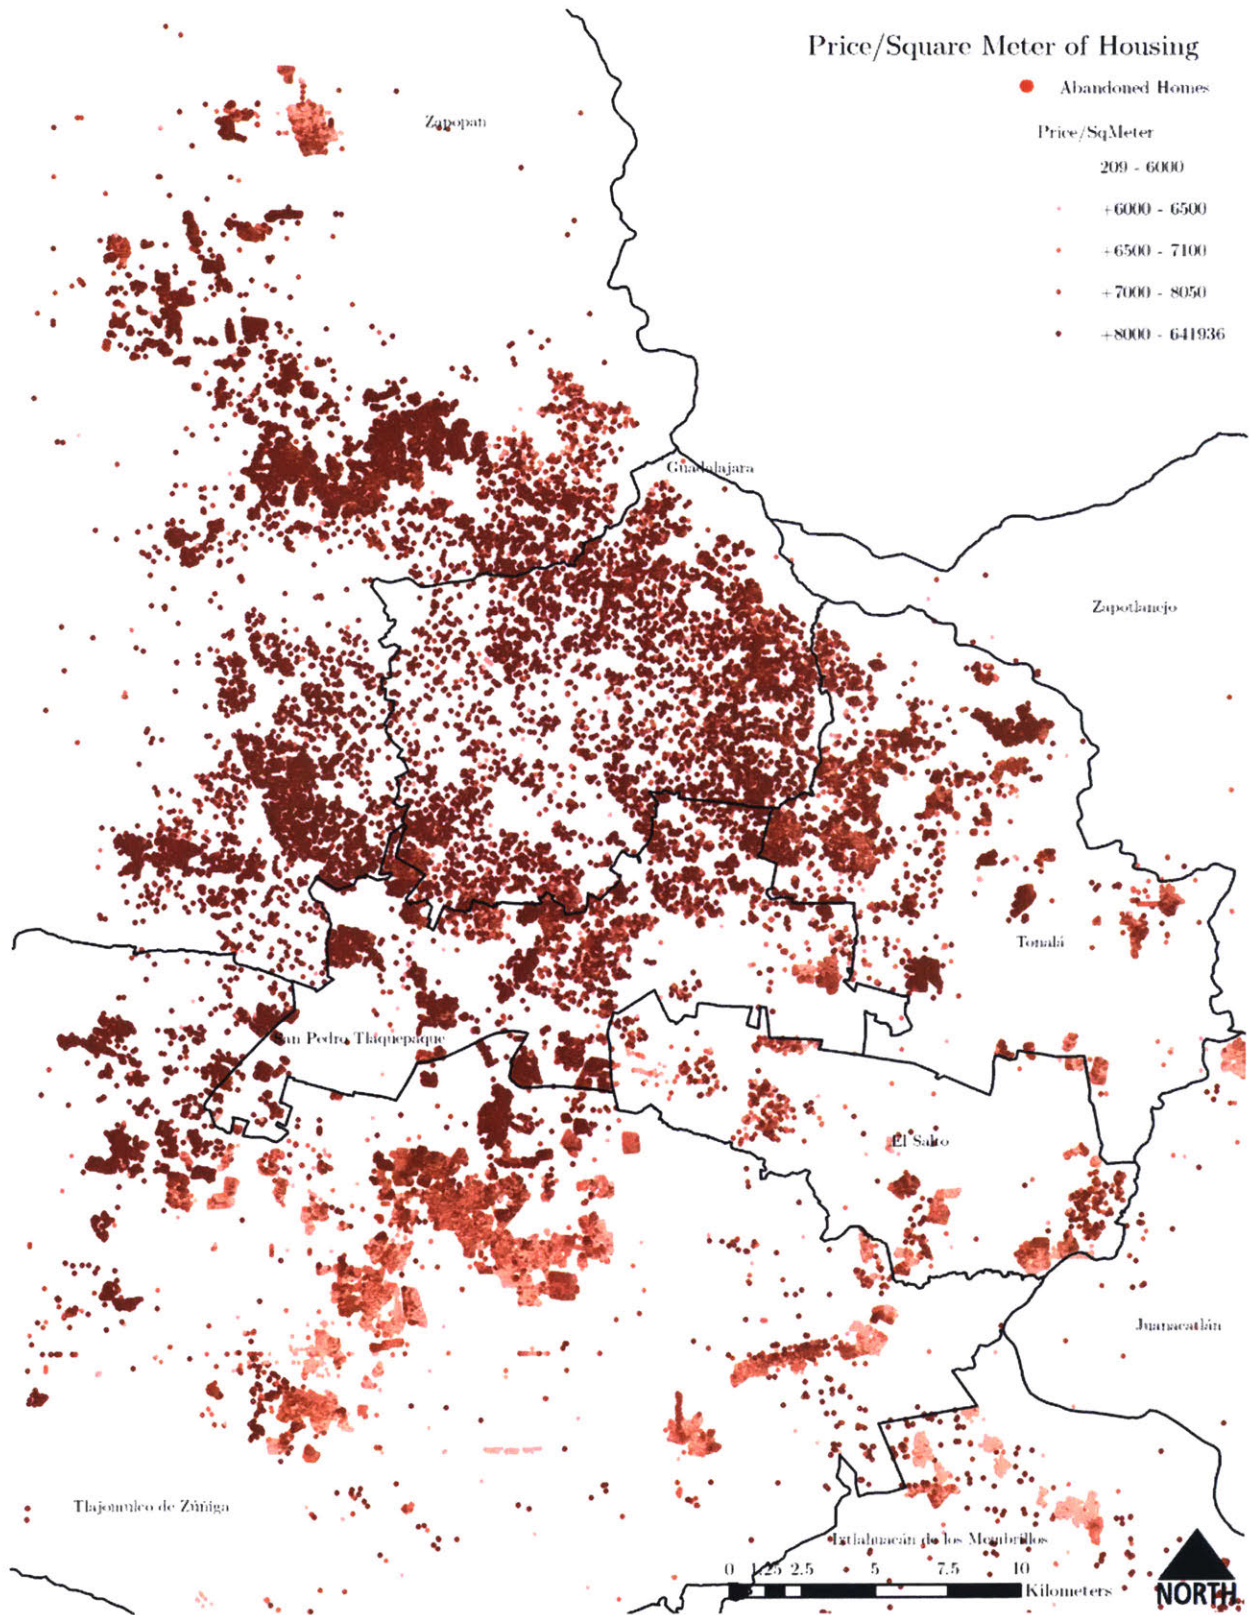 Price/Square Meter of Housing
Abandoned Homes
Zapopan
Price/SqMeter
209 - 6000
+6000 - 6500
+6500 - 7100
+7000 - 8050
+8000 - 641936
Guadalajara
Zapotlanejo
Tonalá
San Pedro Tlaquepaque
El Salto
Juanacatlán
Tlajomulco de Zúñiga
Ixtlahuacán de los Membrillos
0 1.25 2.5 5 7.5 10
Kilometers
NORTH